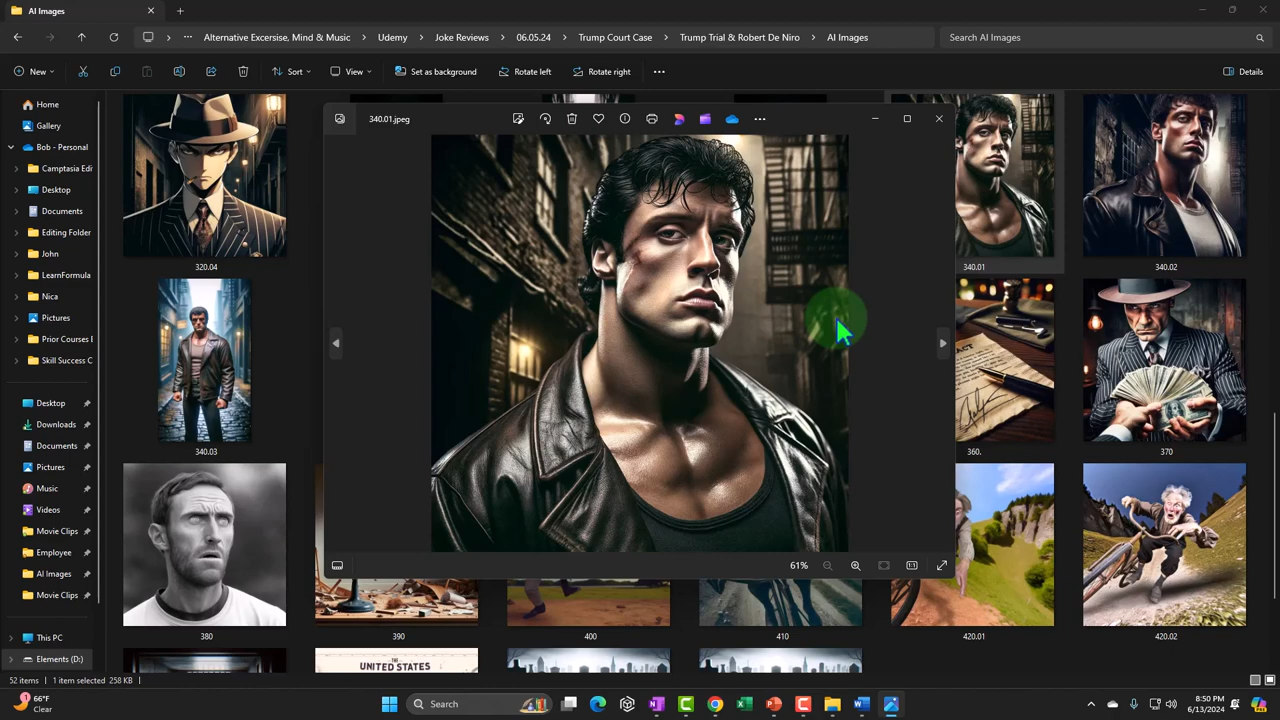 AI Images
Alternative Excersise, Mind & Music > Udemy > Joke Reviews > 06.05.24 > Trump Court Case > Trump Trial & Robert De Niro > AI Images
Search AI Images
New
Sort
View
Set as background
Rotate left
Rotate right
Details
Home
Gallery
Bob - Personal
Camptasia Edi
Desktop
Documents
Editing Folder
John
LearnFormula
Nica
Pictures
Prior Courses E
Skill Success C
Desktop
Downloads
Documents
Pictures
Music
Videos
Movie Clips
Employee
AI Images
Movie Clips
This PC
Elements (D:)
340.01.jpeg
61%
320.04
340.01
340.02
340.03
360.
370
380
390
400
410
420.01
420.02
THE
UNITED STATES
52 items
1 item selected 258 KB
1
66°F
Clear
Search
8:50 PM
6/13/2024